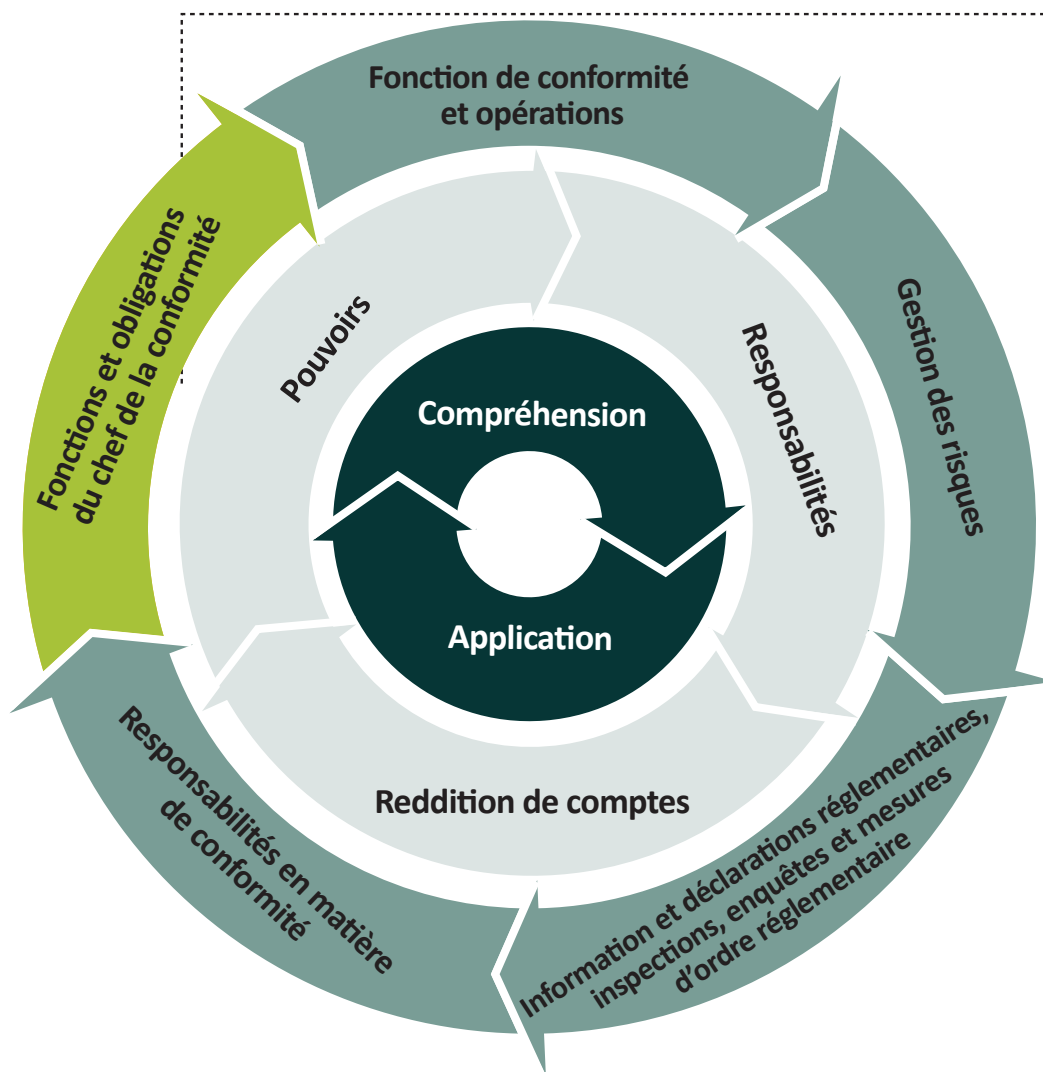 Fonction de conformité
et opérations
Gestion des risques
Information et déclarations réglementaires,
inspections, enquêtes et mesures
d'ordre réglementaire
Responsabilités en matière
de conformité
Fonctions et obligations
du chef de la conformité
Pouvoirs
Responsabilités
Reddition de comptes
Compréhension
Application